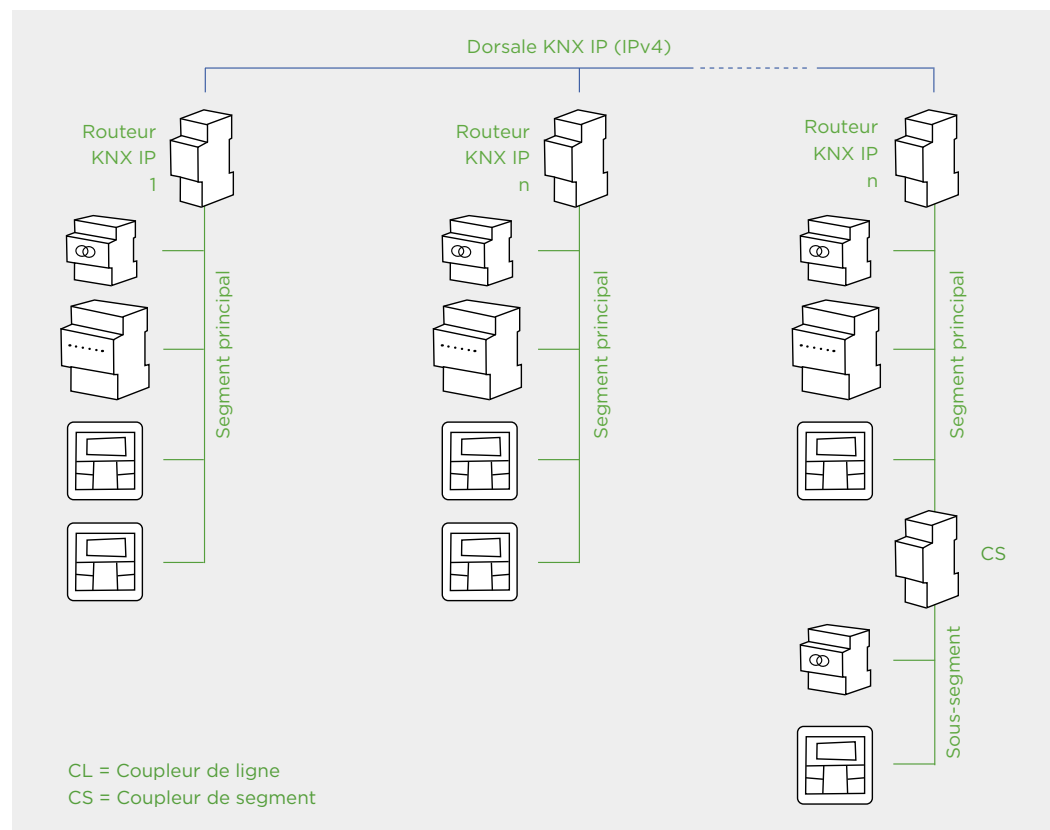 Dorsale KNX IP (IPv4)
Routeur
KNX IP
1
Routeur
KNX IP
n
Routeur
KNX IP
n
Segment principal
Segment principal
Segment principal
CS
Sous-segment
CL = Coupleur de ligne
CS = Coupleur de segment